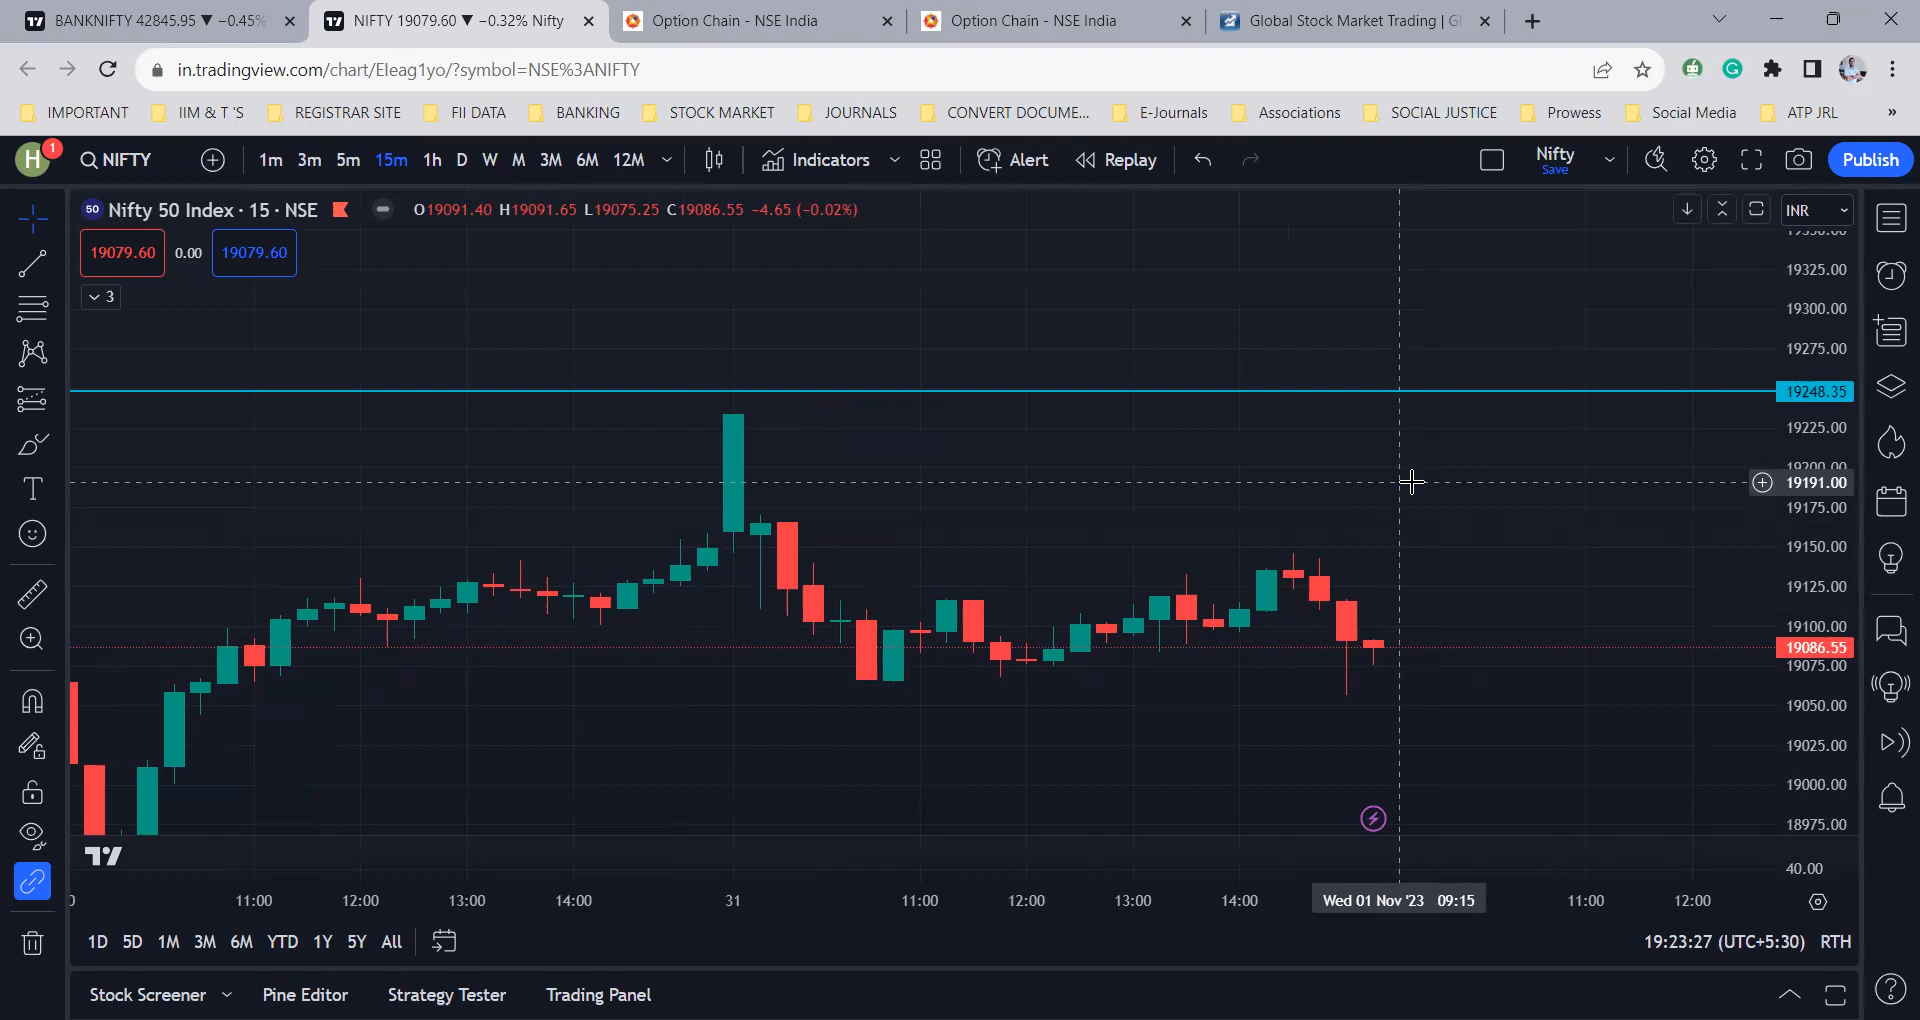 BANKNIFTY 42845.95 ▼ −0.45%
NIFTY 19079.60 ▼ −0.32% Nifty
Option Chain - NSE India
Option Chain - NSE India
Global Stock Market Trading | Gl
in.tradingview.com/chart/Eleag1yo/?symbol=NSE%3ANIFTY
IMPORTANT
IIM & T 'S
REGISTRAR SITE
FII DATA
BANKING
STOCK MARKET
JOURNALS
CONVERT DOCUME...
E-Journals
Associations
SOCIAL JUSTICE
Prowess
Social Media
ATP JRL
»
H
1
NIFTY
1m 3m 5m 15m 1h D W M 3M 6M 12M
Indicators
Alert
Replay
Nifty
Save
Publish
50 Nifty 50 Index · 15 · NSE
O19091.40 H19091.65 L19075.25 C19086.55 −4.65 (−0.02%)
INR
19079.60 0.00 19079.60
3
19325.00
19300.00
19275.00
19248.35
19225.00
19200.00
19191.00
19175.00
19150.00
19125.00
19100.00
19086.55
19075.00
19050.00
19025.00
19000.00
18975.00
40.00
11:00 12:00 13:00 14:00 31 11:00 12:00 13:00 14:00 Wed 01 Nov '23 09:15 11:00 12:00
1D 5D 1M 3M 6M YTD 1Y 5Y All
19:23:27 (UTC+5:30) RTH
Stock Screener Pine Editor Strategy Tester Trading Panel